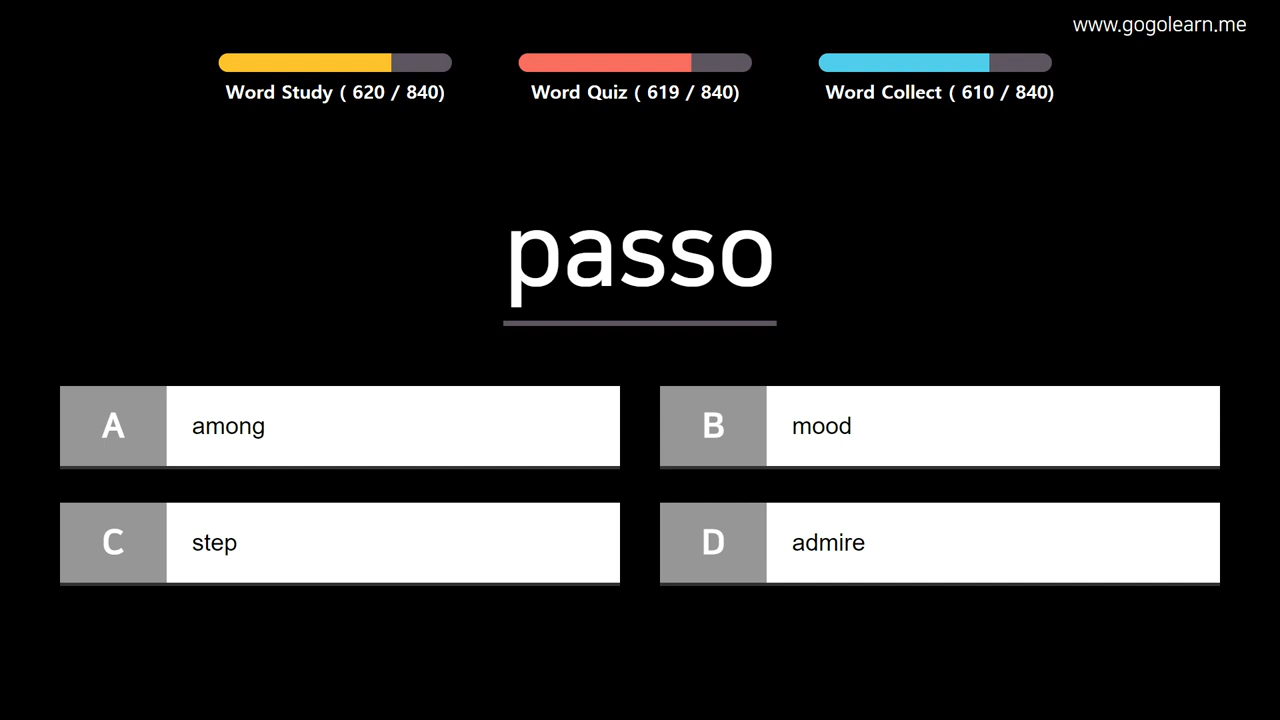 www.gogolearn.me
Word Study ( 620 / 840)
Word Quiz ( 619 / 840)
Word Collect ( 610 / 840)
passo
A among
B mood
C step
D admire